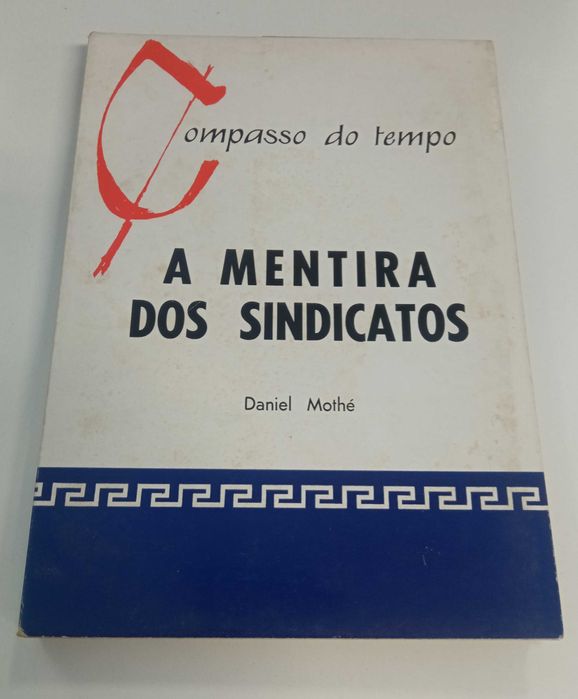 Compasso do tempo
A MENTIRA
DOS SINDICATOS
Daniel Mothé